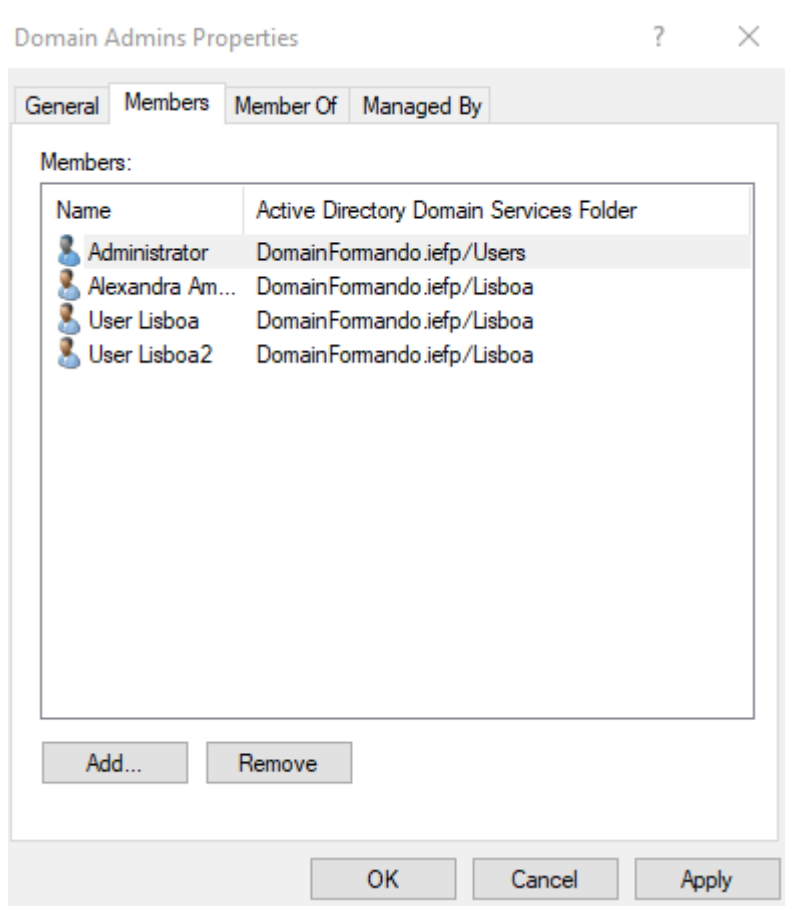 Domain Admins Properties ? ×
General Members Member Of Managed By
Members:
Name Active Directory Domain Services Folder
Administrator DomainFormando.iefp/Users
Alexandra Am... DomainFormando.iefp/Lisboa
User Lisboa DomainFormando.iefp/Lisboa
User Lisboa2 DomainFormando.iefp/Lisboa
Add... Remove
OK Cancel Apply